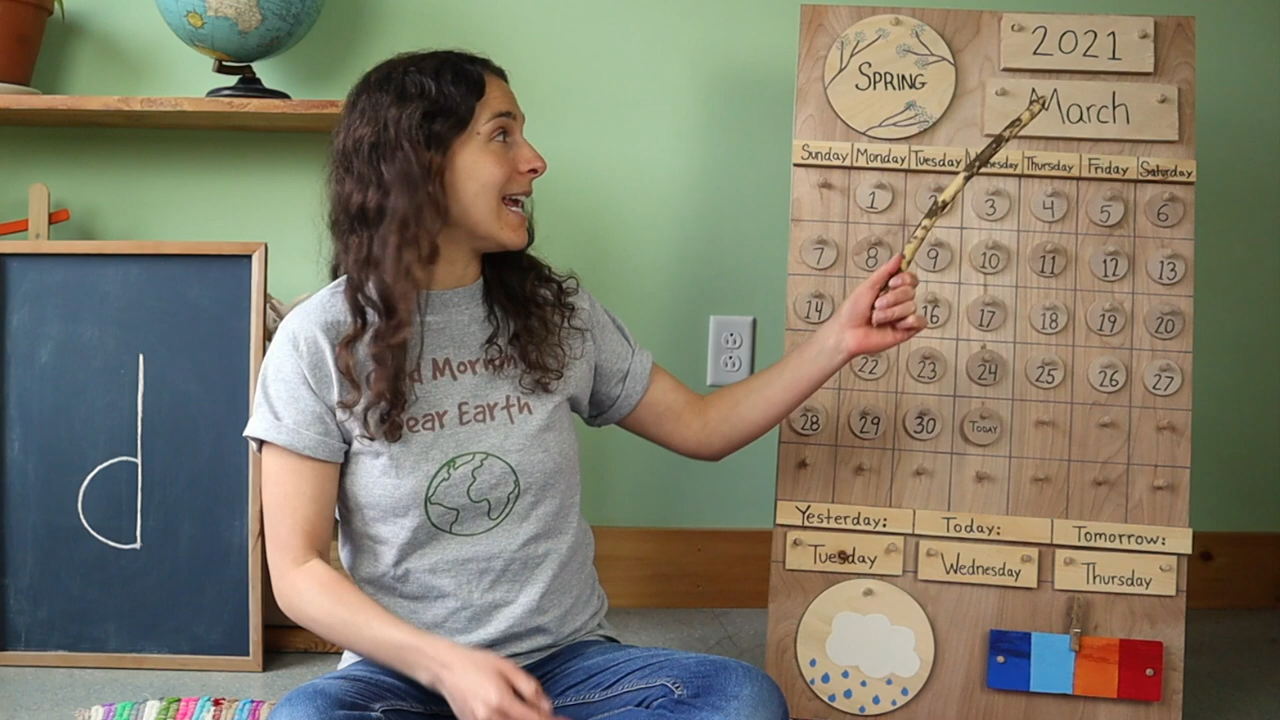 SPRING
2021
March
Sunday Monday Tuesday Thursday Friday Saturday
1 3 4 5 6
7 8 9 10 11 12 13
14 16 17 18 19 20
22 23 24 25 26 27
28 29 30 TODAY
Yesterday: Today: Tomorrow:
Tuesday Wednesday Thursday
d
Morning
Dear Earth